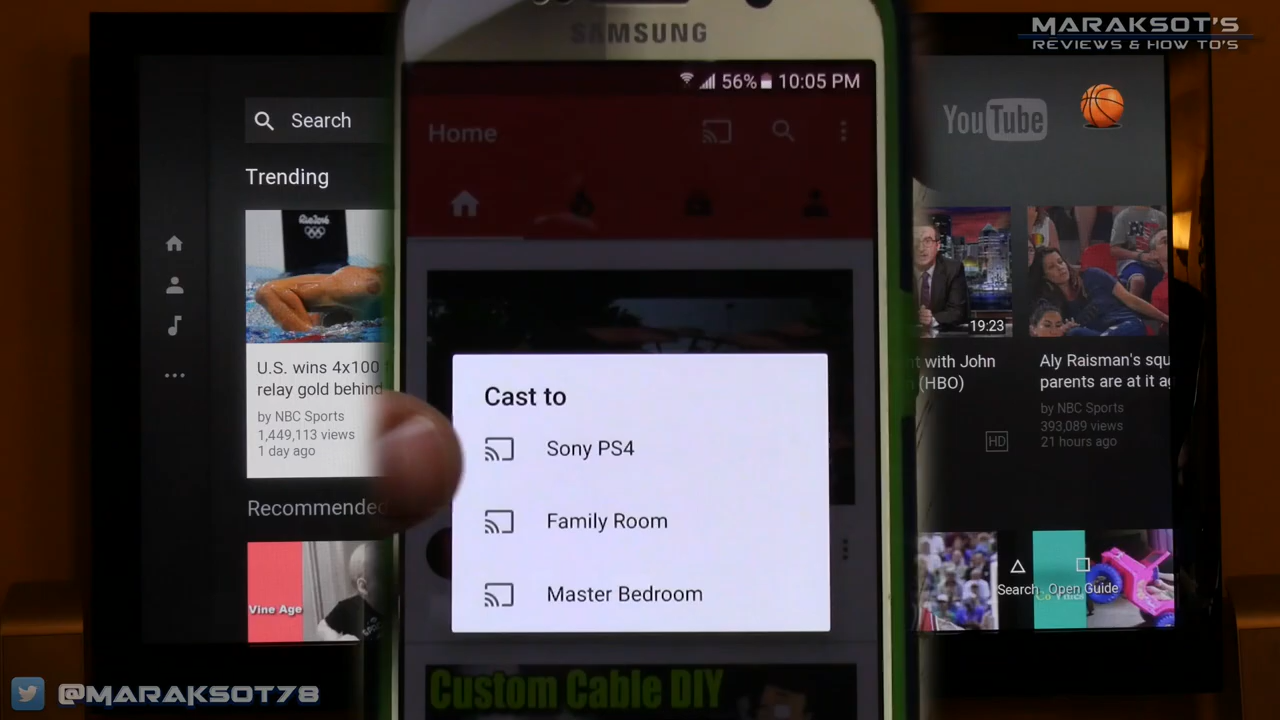 MARAKSOT'S
REVIEWS & HOW TO'S
SAMSUNG
56% 10:05 PM
Home
Search
YouTube
Trending
Rio2016
19:23
U.S. wins 4x100
relay gold behind
by NBC Sports
1,449,113 views
1 day ago
t with John
(HBO)
HD
Aly Raisman's squ
parents are at it ag
by NBC Sports
393,089 views
21 hours ago
Cast to
Sony PS4
Family Room
Master Bedroom
Recommended
Vine Age
Search
Open Guide
Custom Cable DIY
@MARAKSOT78